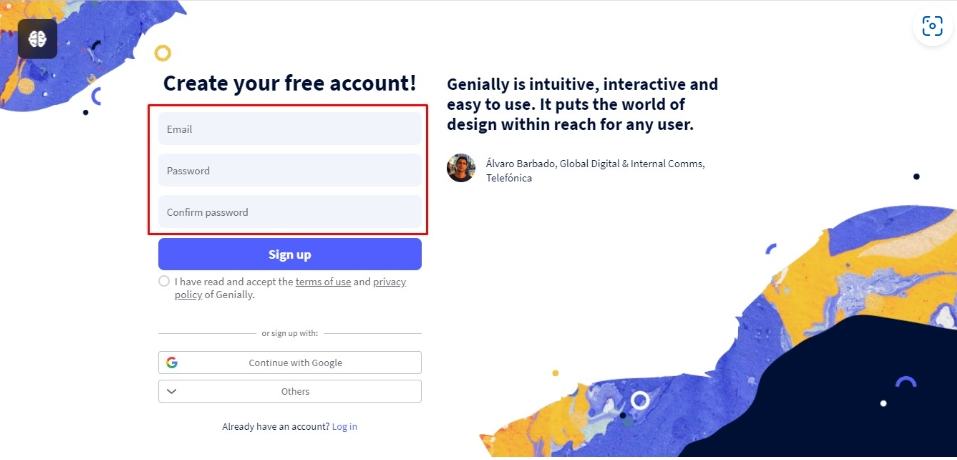 Create your free account!
Email
Password
Confirm password
Sign up
I have read and accept the terms of use and privacy
policy of Genially.
or sign up with:
Continue with Google
Others
Already have an account? Log in
Genially is intuitive, interactive and
easy to use. It puts the world of
design within reach for any user.
Álvaro Barbado, Global Digital & Internal Comms,
Telefónica